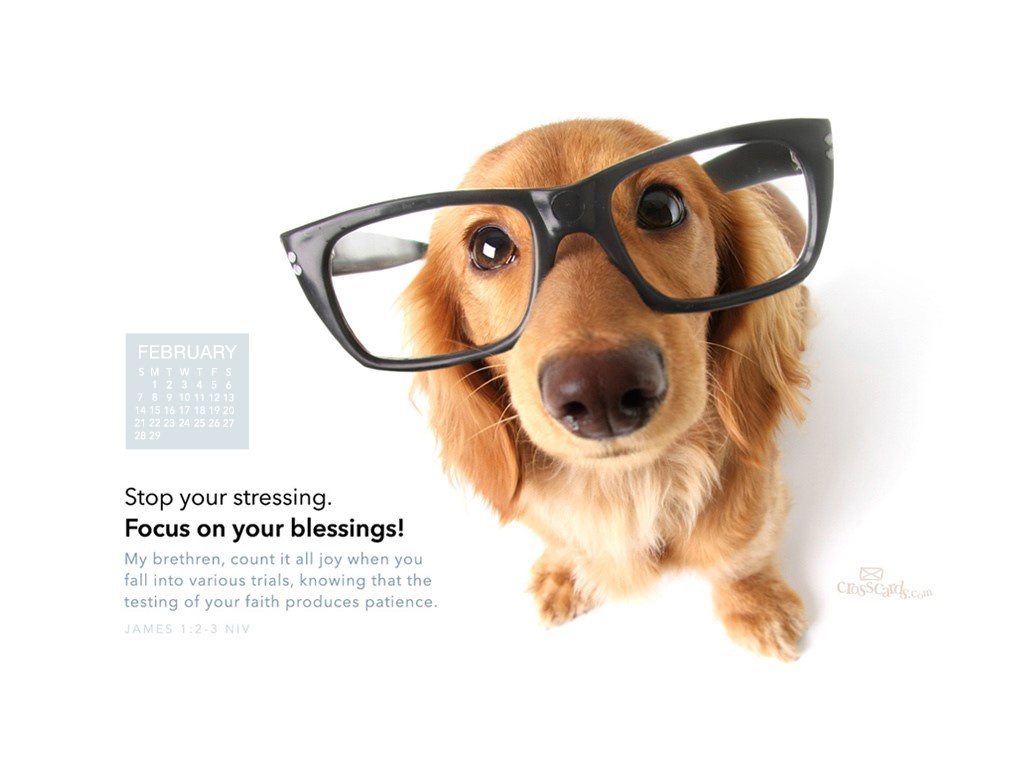 FEBRUARY
S M T W T F S
1 2 3 4 5 6
7 8 9 10 11 12 13
14 15 16 17 18 19 20
21 22 23 24 25 26 27
28 29
Stop your stressing.
Focus on your blessings!
My brethren, count it all joy when you
fall into various trials, knowing that the
testing of your faith produces patience.
JAMES 1:2-3 NIV
crosscards.com